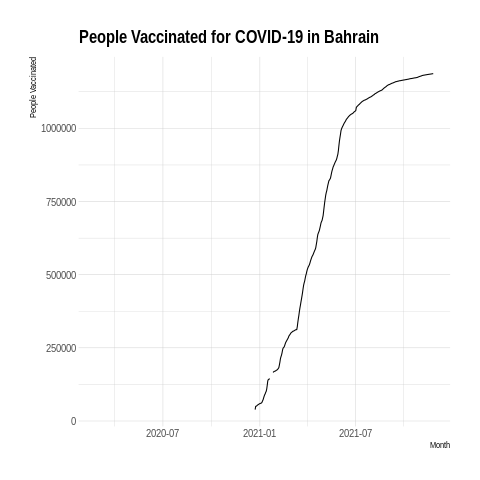 People Vaccinated for COVID-19 in Bahrain
People Vaccinated
1000000
750000
500000
250000
0
2020-07
2021-01
2021-07
Month